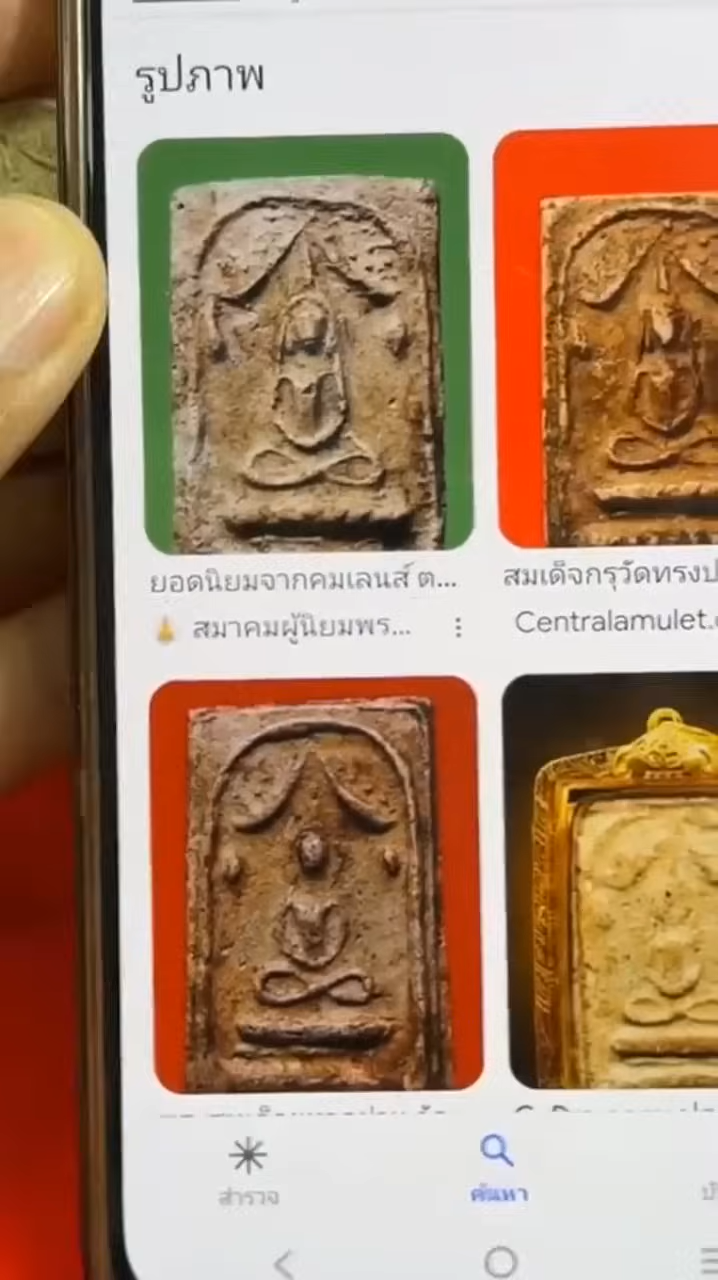 รูปภาพ
ยอดนิยมจากคมเลนส์ ต...
สมาคมผู้นิยมพร...
สมเด็จกรุวัดทรงป
Centralamulet.
สำรวจ
ค้นหา